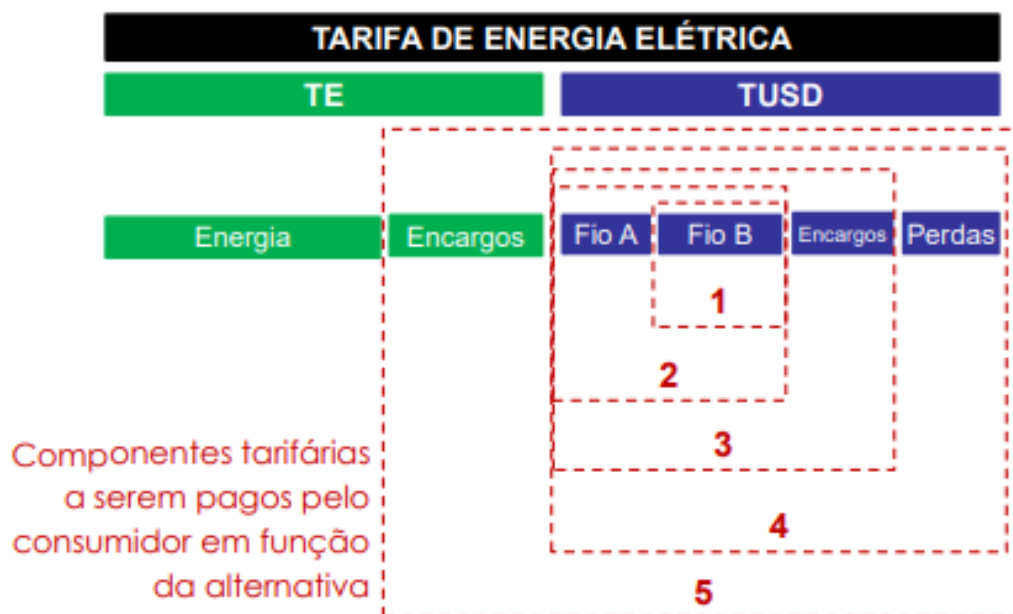 TARIFA DE ENERGIA ELÉTRICA
TE
TUSD
Energia
Encargos
Fio A
Fio B
Encargos
Perdas
1
2
3
4
5
Componentes tarifárias
a serem pagos pelo
consumidor em função
da alternativa